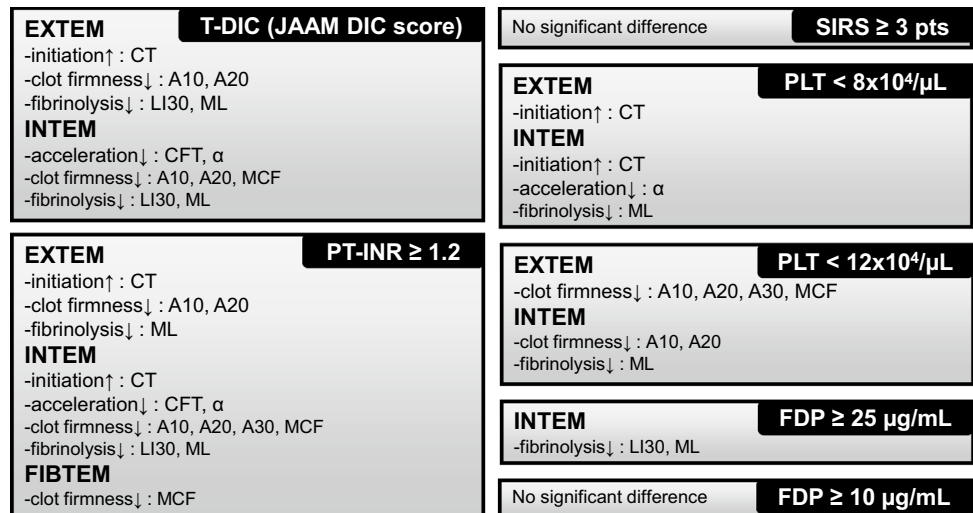 T-DIC (JAAM DIC score)
EXTEM
-initiation↑ : CT
-clot firmness↓ : A10, A20
-fibrinolysis↓ : LI30, ML
INTEM
-acceleration↓ : CFT, α
-clot firmness↓ : A10, A20, MCF
-fibrinolysis↓ : LI30, ML
PT-INR ≥ 1.2
EXTEM
-initiation↑ : CT
-clot firmness↓ : A10, A20
-fibrinolysis↓ : ML
INTEM
-initiation↑ : CT
-acceleration↓ : CFT, α
-clot firmness↓ : A10, A20, A30, MCF
-fibrinolysis↓ : LI30, ML
FIBTEM
-clot firmness↓ : MCF
No significant difference SIRS ≥ 3 pts
PLT < 8x10⁴/µL
EXTEM
-initiation↑ : CT
INTEM
-initiation↑ : CT
-acceleration↓ : α
-fibrinolysis↓ : ML
PLT < 12x10⁴/µL
EXTEM
-clot firmness↓ : A10, A20, A30, MCF
INTEM
-clot firmness↓ : A10, A20
-fibrinolysis↓ : ML
FDP ≥ 25 µg/mL
INTEM
-fibrinolysis↓ : LI30, ML
No significant difference FDP ≥ 10 µg/mL